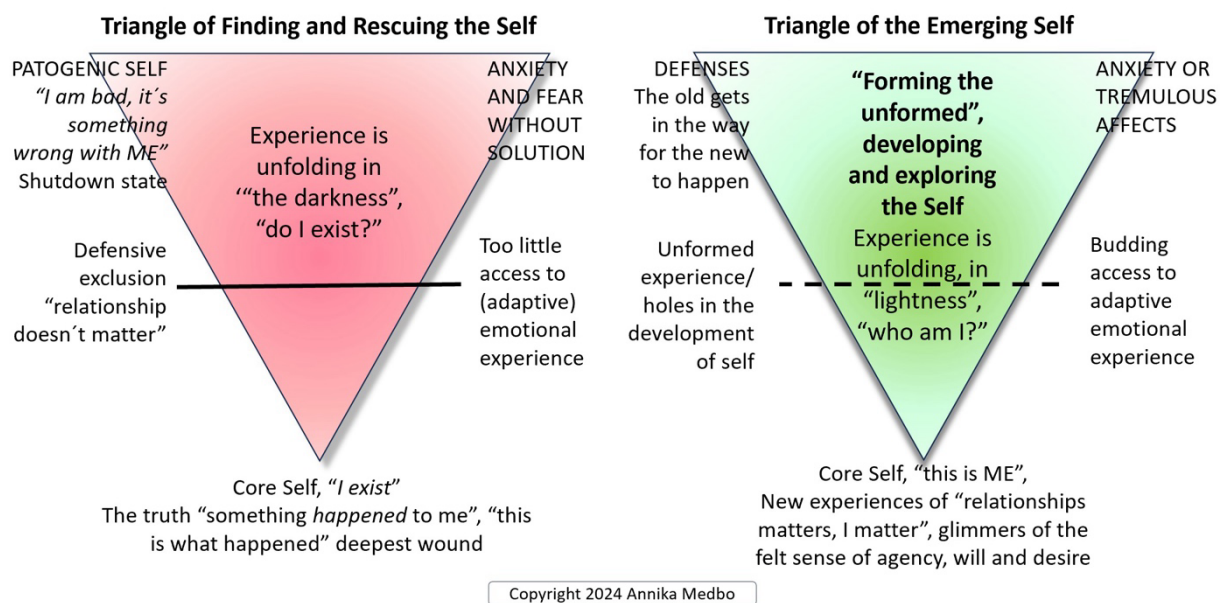 Triangle of Finding and Rescuing the Self
PATOGENIC SELF
“I am bad, it´s
something
wrong with ME”
Shutdown state
ANXIETY
AND FEAR
WITHOUT
SOLUTION
Experience is
unfolding in
‘“the darkness”,
“do I exist?”
Defensive
exclusion
“relationship
doesn´t matter”
Too little
access to
(adaptive)
emotional
experience
Core Self, “I exist”
The truth “something happened to me”, “this
is what happened” deepest wound
Triangle of the Emerging Self
DEFENSES
The old gets
in the way
for the new
to happen
“Forming the
unformed”,
developing
and exploring
the Self
Experience is
unfolding, in
“lightness”,
“who am I?”
ANXIETY OR
TREMULOUS
AFFECTS
Unformed
experience/
holes in the
development
of self
Budding
access to
adaptive
emotional
experience
Core Self, “this is ME”,
New experiences of “relationships
matters, I matter”, glimmers of the
felt sense of agency, will and desire
Copyright 2024 Annika Medbo